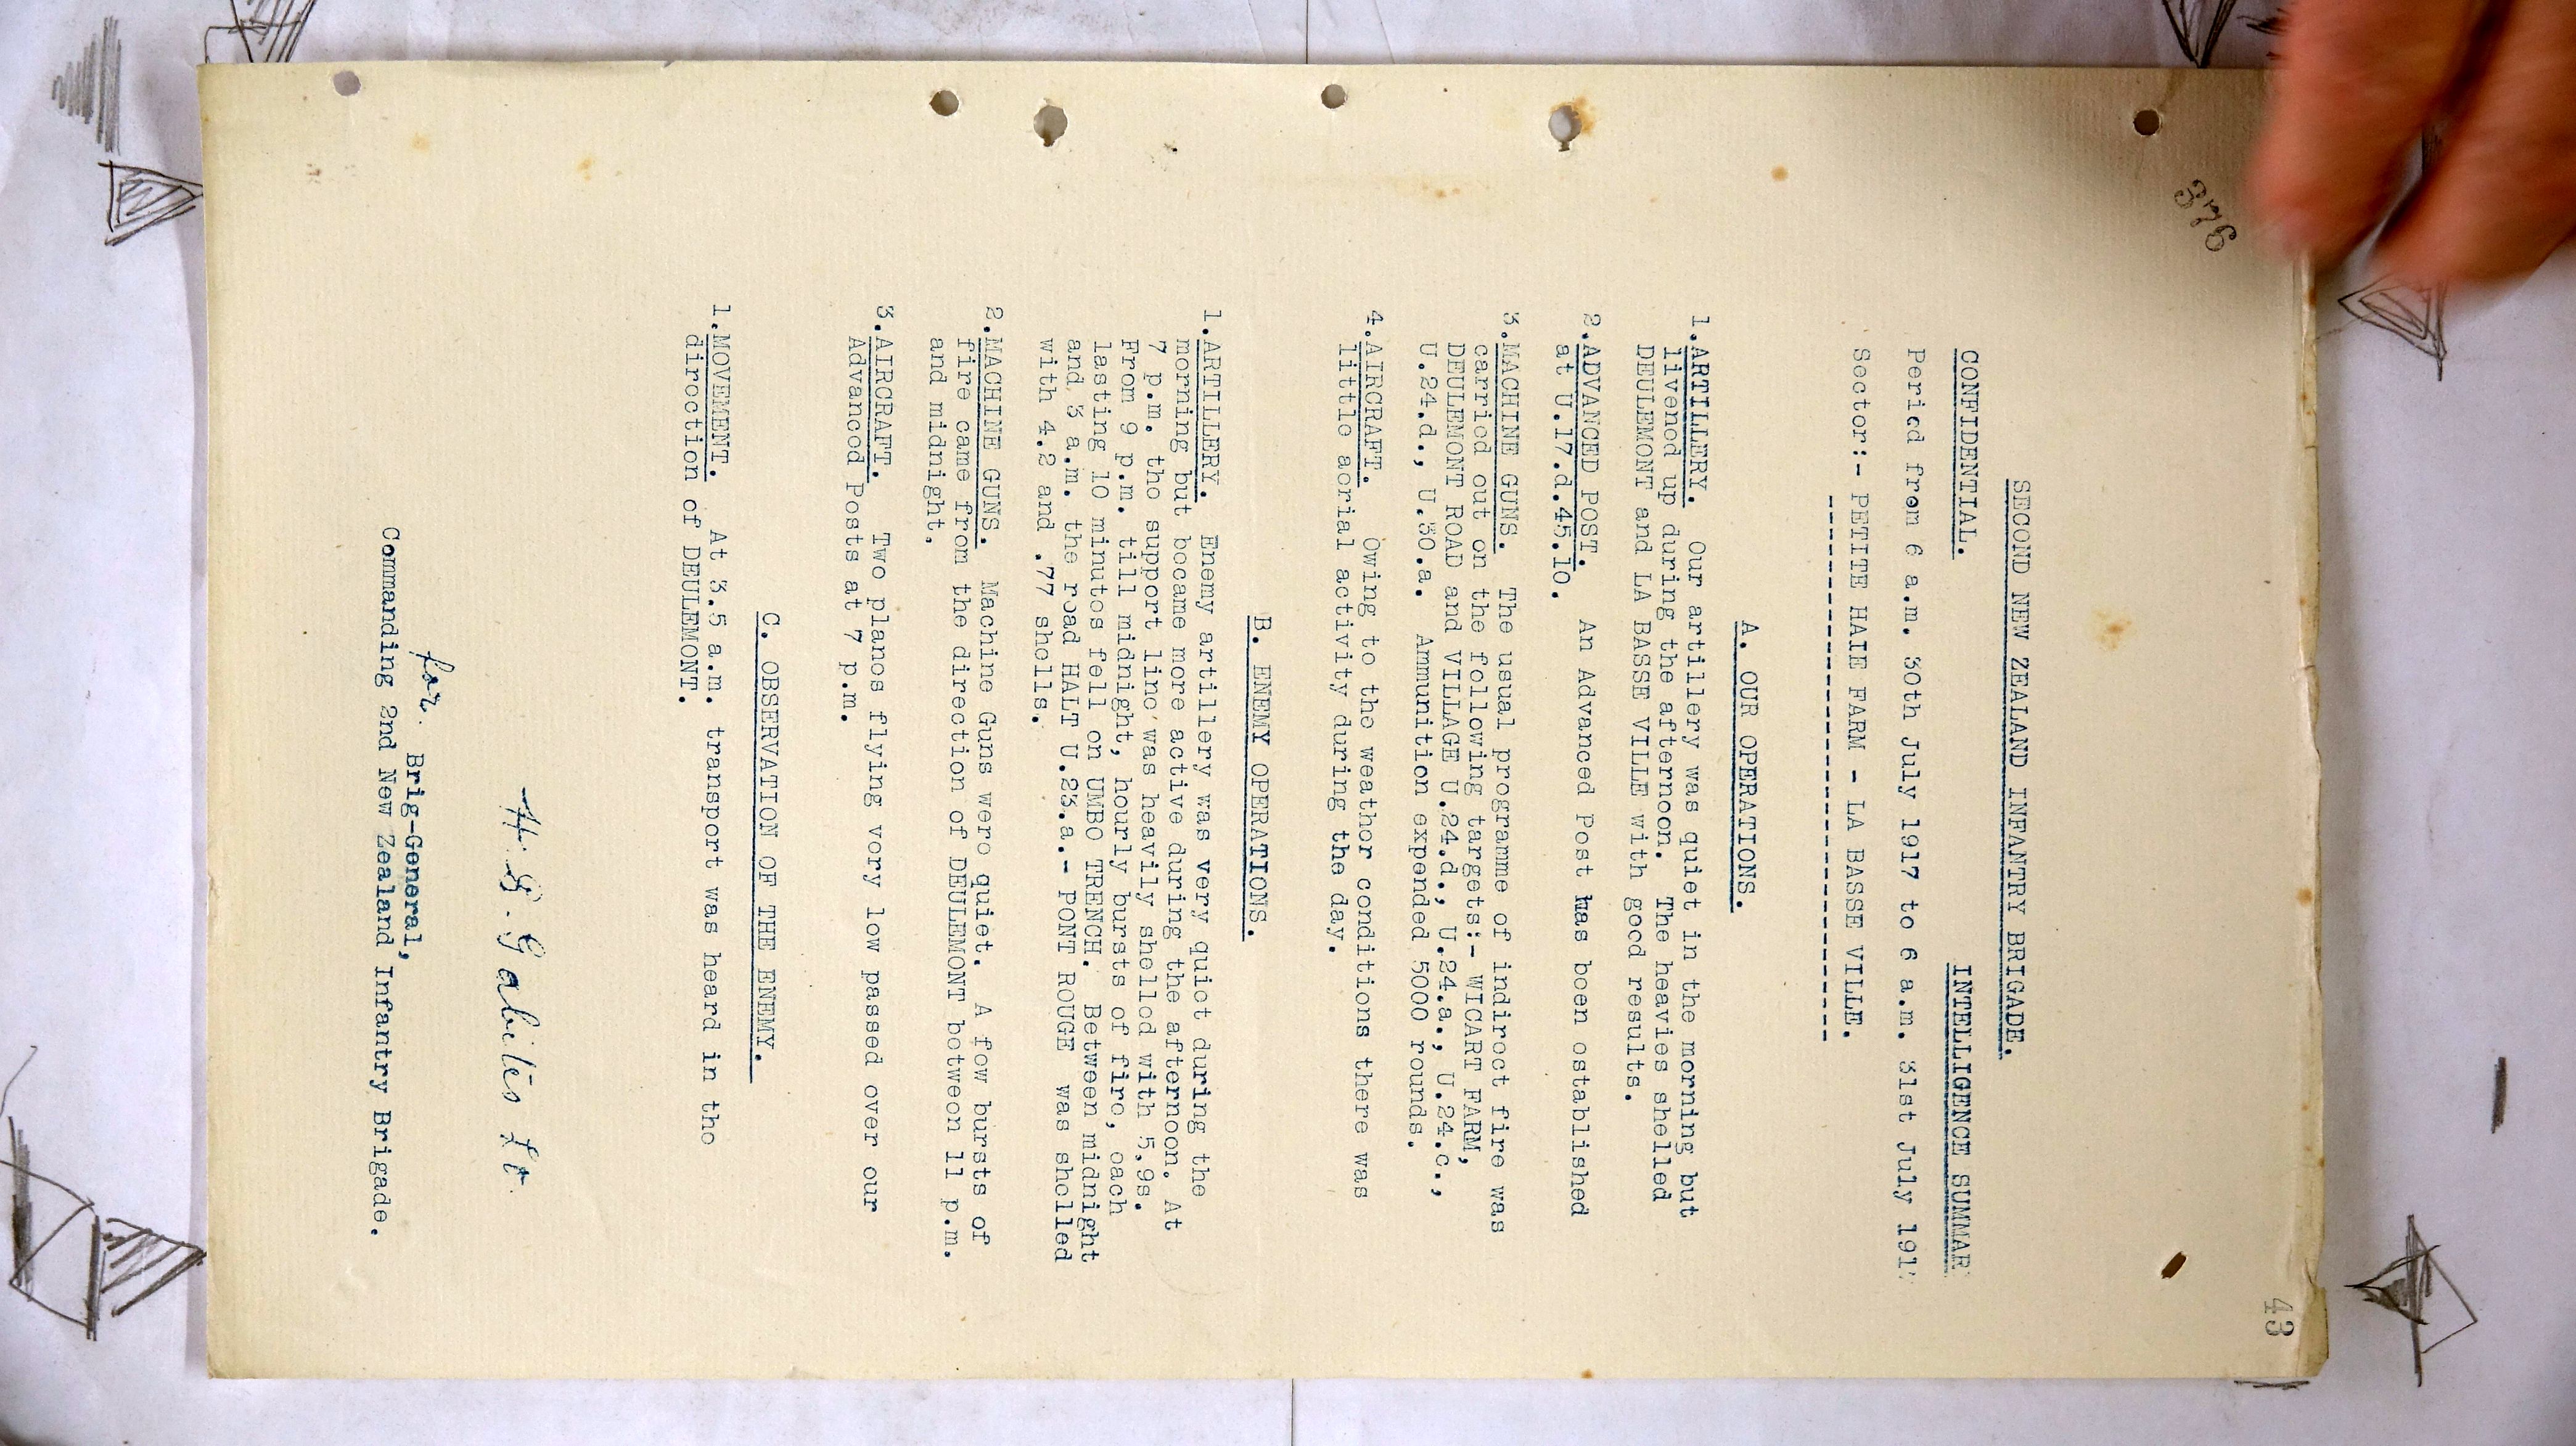 376
43
SECOND NEW ZEALAND INFANTRY BRIGADE.
CONFIDENTIAL. INTELLIGENCE SUMMAR
Period from 6 a.m. 30th July 1917 to 6 a.m. 31st July 191
Sector:- PETITE HAIE FARM - LA BASSE VILLE.
A. OUR OPERATIONS.
1. ARTILLERY. Our artillery was quiet in the morning but
livened up during the afternoon. The heavies shelled
DEULEMONT and LA BASSE VILLE with good results.
2. ADVANCED POST. An Advanced Post has been established
at U.17.d.45.10.
3. MACHINE GUNS. The usual programme of indirect fire was
carried out on the following targets:- WICART FARM,
DEULEMONT ROAD and VILLAGE U.24.d., U.24.a., U.24.c.,
U.24.d., U.30.a. Ammunition expended 5000 rounds.
4. AIRCRAFT. Owing to the weather conditions there was
little aerial activity during the day.
B. ENEMY OPERATIONS.
1. ARTILLERY. Enemy artillery was very quiet during the
morning but became more active during the afternoon. At
7 p.m. the support line was heavily shelled with 5,9s.
From 9 p.m. till midnight, hourly bursts of fire, each
lasting 10 minutes fell on UMBO TRENCH. Between midnight
and 3 a.m. the road HALT U.23.a.- PONT ROUGE was shelled
with 4.2 and .77 shells.
2. MACHINE GUNS. Machine Guns were quiet. A few bursts of
fire came from the direction of DEULEMONT between 11 p.m.
and midnight.
3. AIRCRAFT. Two planes flying very low passed over our
Advanced Posts at 7 p.m.
C. OBSERVATION OF THE ENEMY.
1. MOVEMENT. At 3.5 a.m. transport was heard in the
direction of DEULEMONT.
H. G. Gabites Lt.
for. Brig-General,
Commanding 2nd New Zealand Infantry Brigade.